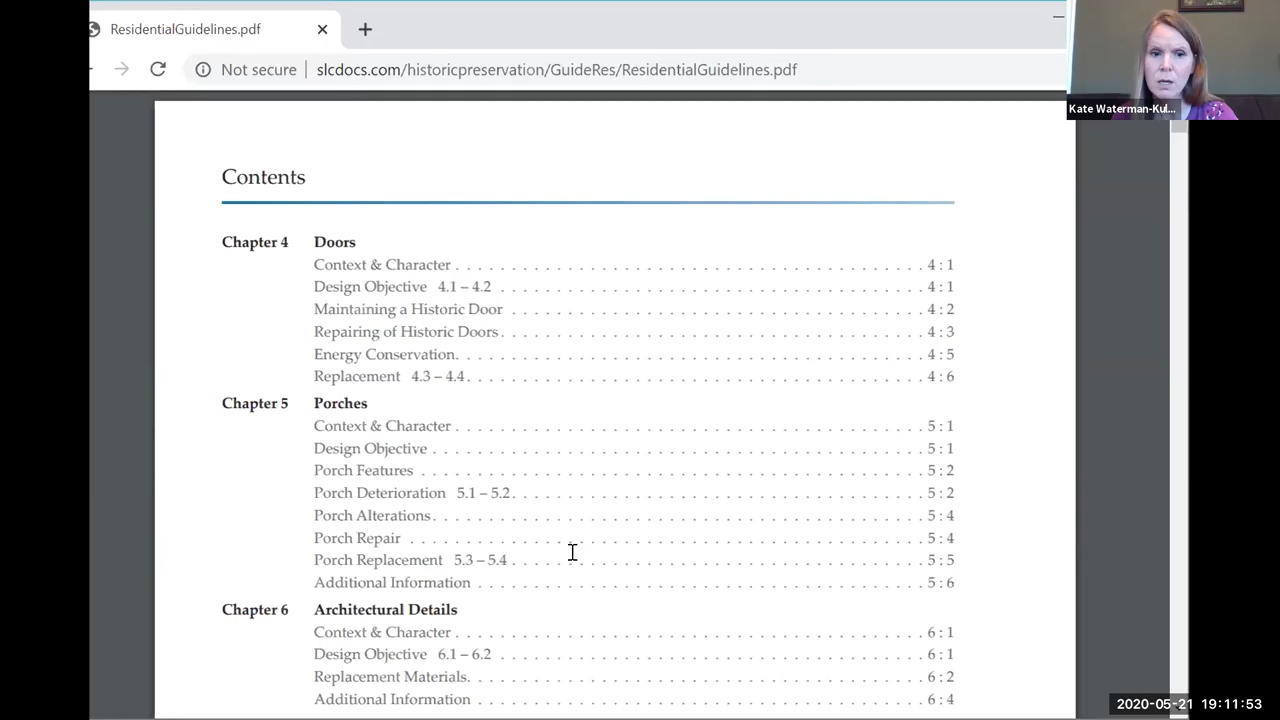 ResidentialGuidelines.pdf
Not secure slcdocs.com/historicpreservation/GuideRes/ResidentialGuidelines.pdf
Kate Waterman-Kul...
Contents
Chapter 4 Doors
Context & Character 4 : 1
Design Objective 4.1 – 4.2 4 : 1
Maintaining a Historic Door 4 : 2
Repairing of Historic Doors 4 : 3
Energy Conservation 4 : 5
Replacement 4.3 – 4.4 4 : 6
Chapter 5 Porches
Context & Character 5 : 1
Design Objective 5 : 1
Porch Features 5 : 2
Porch Deterioration 5.1 – 5.2 5 : 2
Porch Alterations 5 : 4
Porch Repair 5 : 4
Porch Replacement 5.3 – 5.4 5 : 5
Additional Information 5 : 6
Chapter 6 Architectural Details
Context & Character 6 : 1
Design Objective 6.1 – 6.2 6 : 1
Replacement Materials 6 : 2
Additional Information 6 : 4
2020-05-21 19:11:53